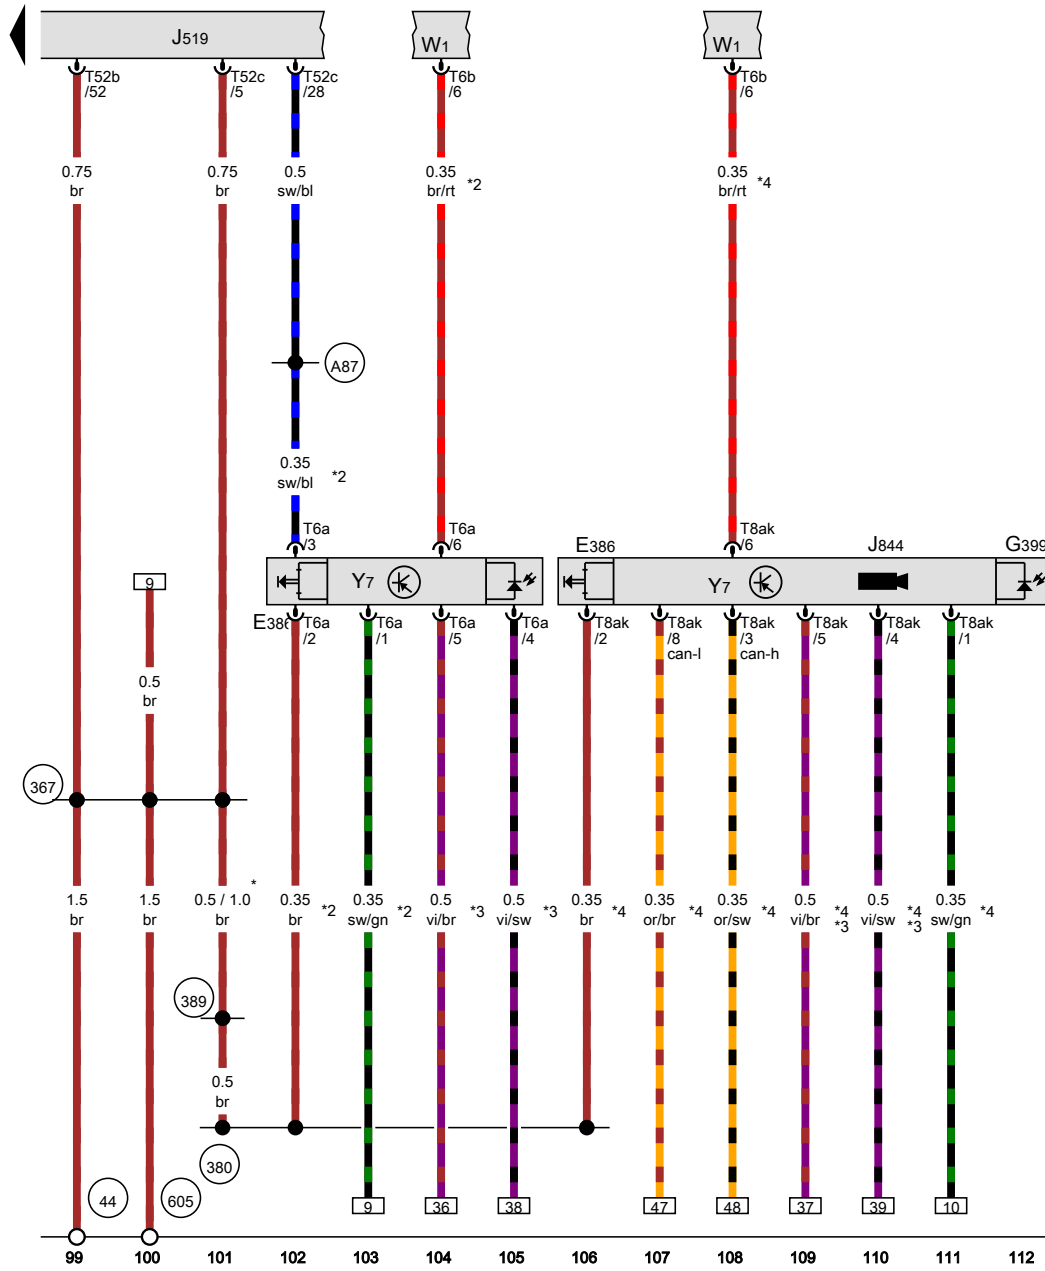 J519
W1
W1
T52b
/52
T52c
/5
T52c
/28
T6b
/6
T6b
/6
0.75
br
0.75
br
0.5
sw/bl
0.35
br/rt *2
0.35
br/rt *4
A87
0.35
sw/bl *2
T6a
/3
T6a
/6
E386
T8ak
/6
J844
G399
9
Y7
Y7
E386
T6a
/2
T6a
/1
T6a
/5
T6a
/4
T8ak
/2
T8ak
/8
can-l
T8ak
/3
can-h
T8ak
/5
T8ak
/4
T8ak
/1
0.5
br
367
1.5
br
1.5
br
0.5 / 1.0 *
br
0.35
br *2
0.35
sw/gn *2
0.5
vi/br *3
0.5
vi/sw *3
0.35
br *4
0.35
or/br *4
0.35
or/sw *4
0.5
vi/br *4
*3
0.5
vi/sw *4
*3
0.35
sw/gn *4
389
0.5
br
380
44
605
9
36
38
47
48
37
39
10
99 100 101 102 103 104 105 106 107 108 109 110 111 112